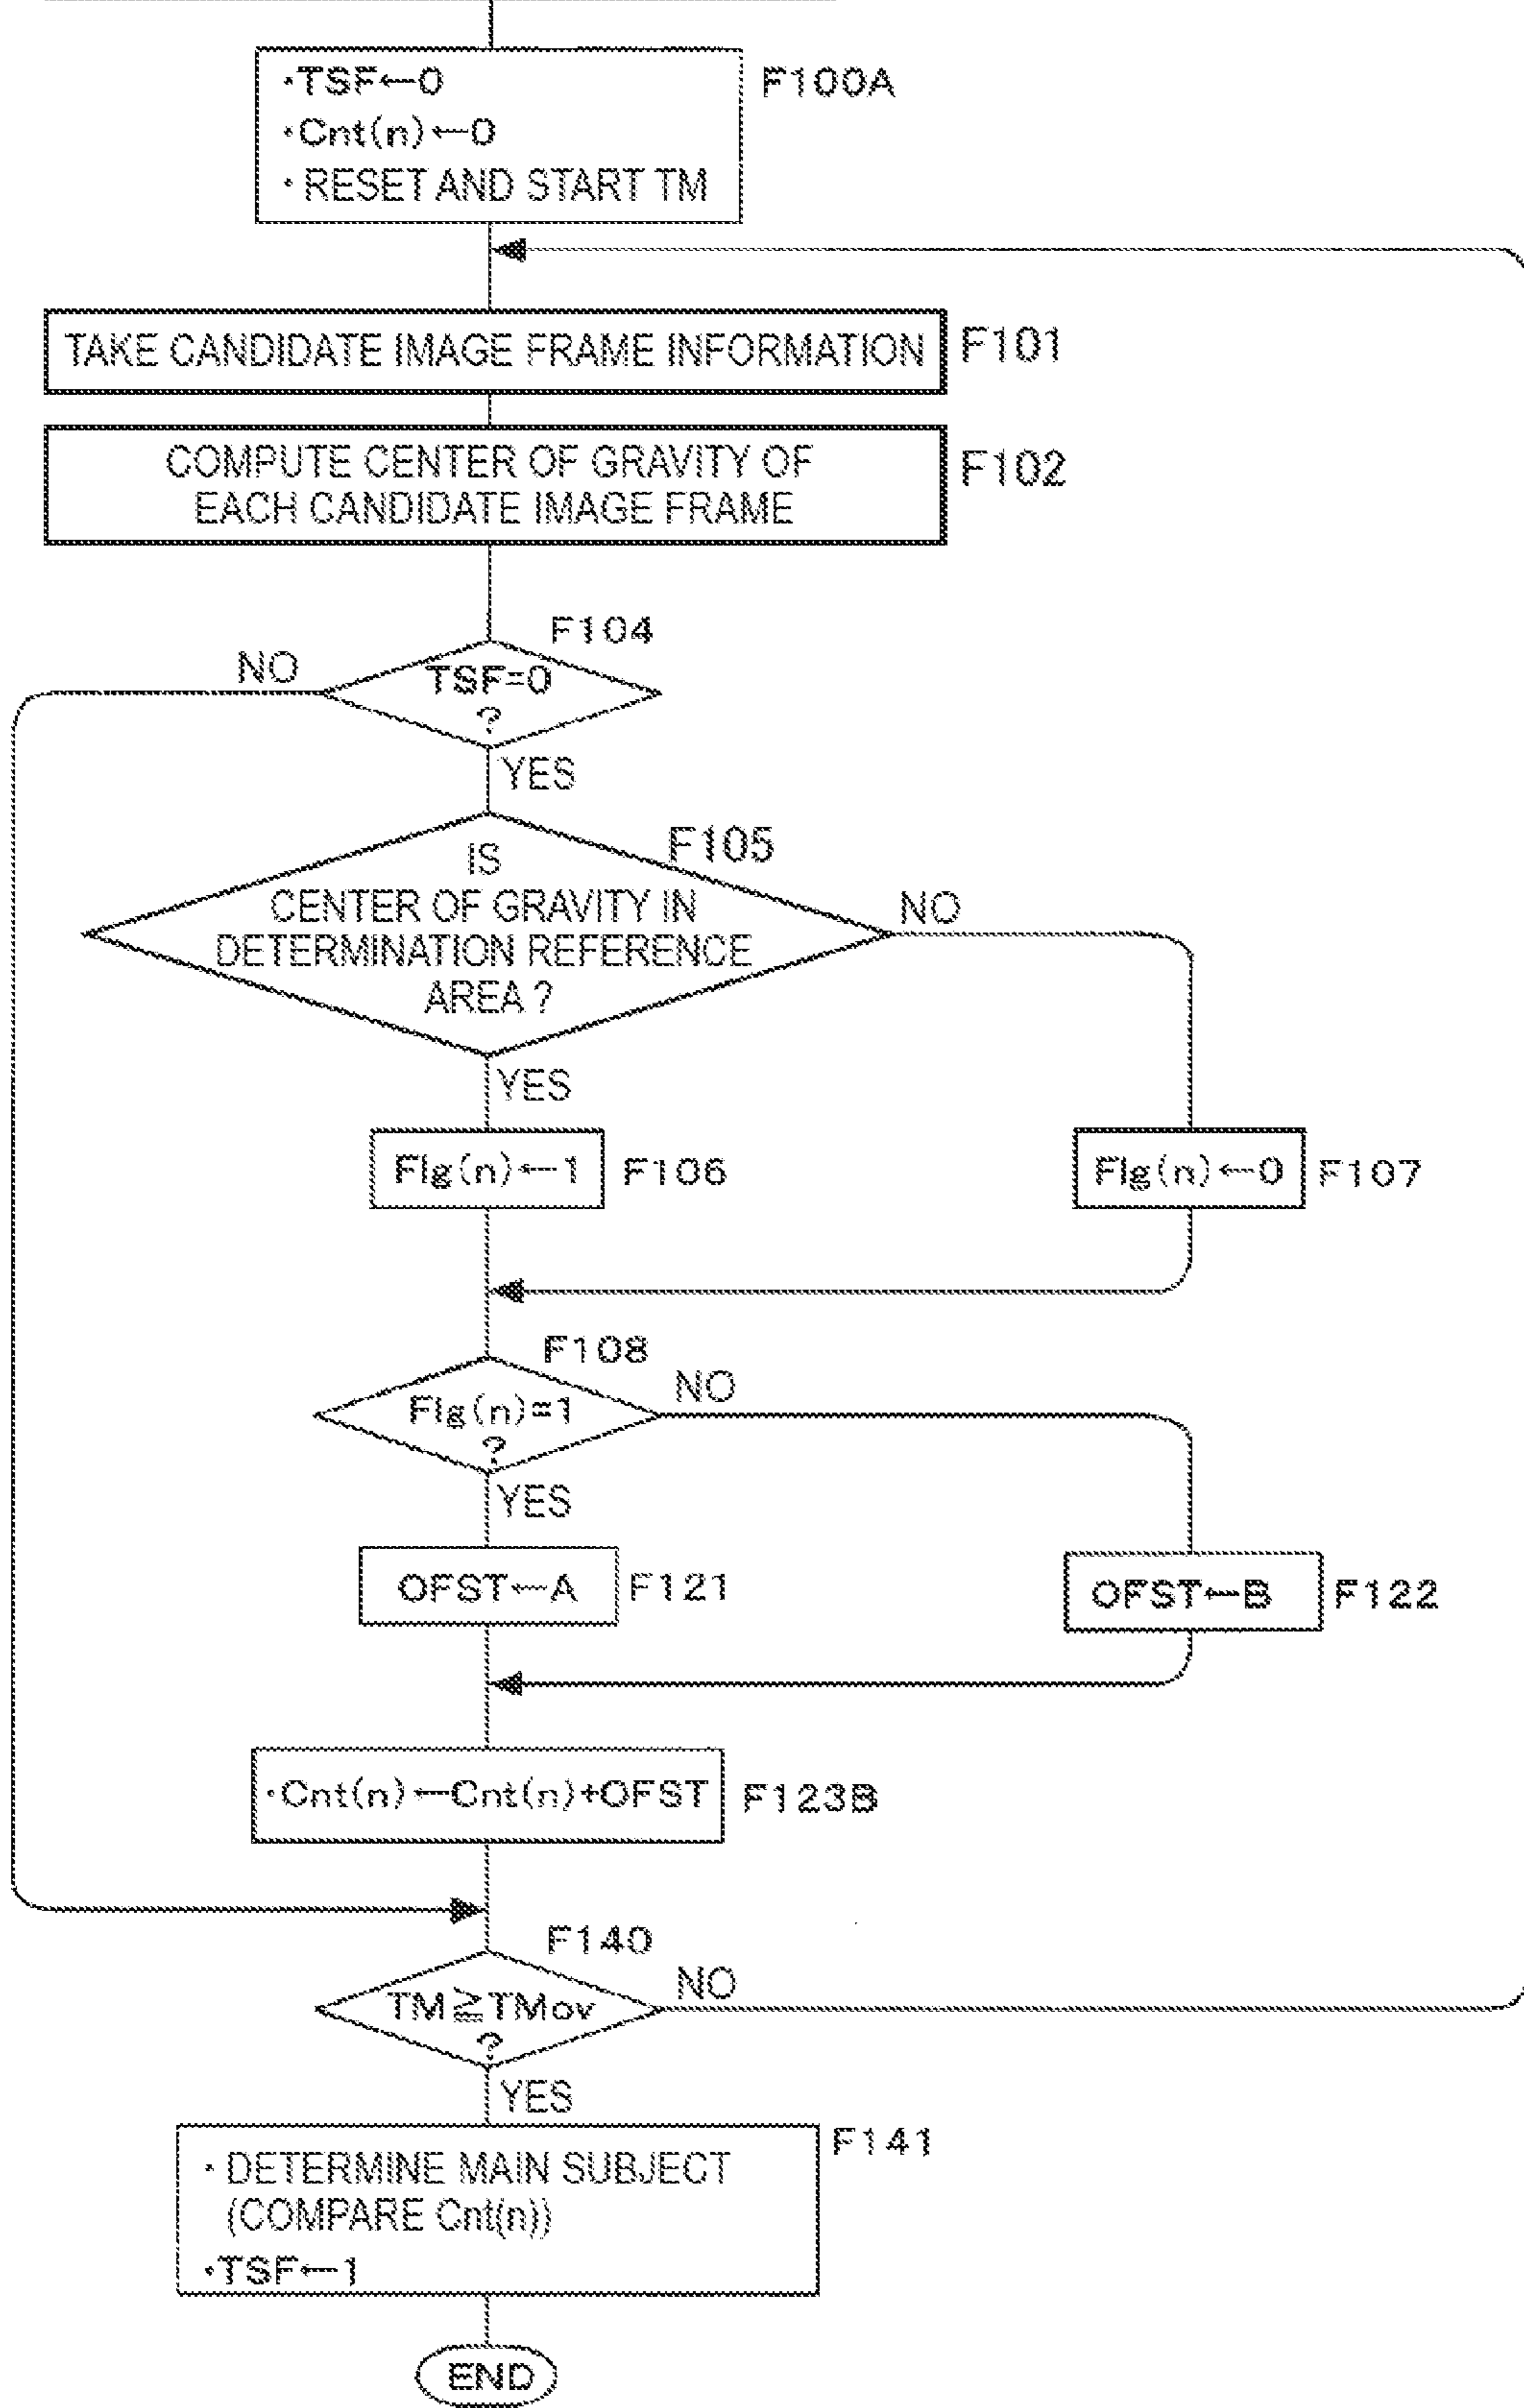 ·TSF←0
F100A
·Cnt(n)←0
·RESET AND START TM
TAKE CANDIDATE IMAGE FRAME INFORMATION
F101
COMPUTE CENTER OF GRAVITY OF
EACH CANDIDATE IMAGE FRAME
F102
F104
NO
TSF=0
?
YES
F105
IS
CENTER OF GRAVITY IN
DETERMINATION REFERENCE
AREA ?
NO
YES
Flg(n)←1
F106
Flg(n)←0
F107
F108
NO
Flg(n)=1
?
YES
OFST←A
F121
OFST←B
F122
·Cnt(n)←Cnt(n)+OFST
F123B
F140
NO
TM≧TMov
?
YES
F141
· DETERMINE MAIN SUBJECT
(COMPARE Cnt(n))
·TSF←1
END